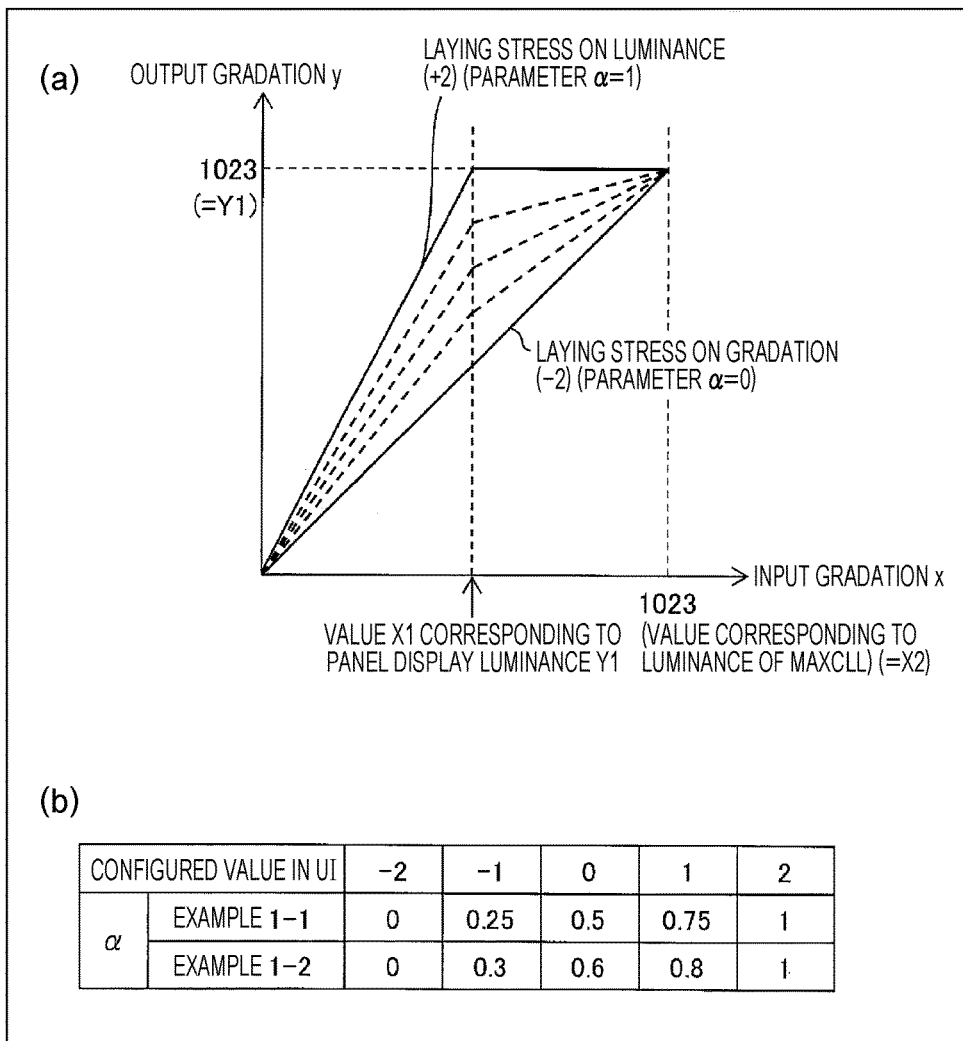 (a)
LAYING STRESS ON LUMINANCE
(+2) (PARAMETER α=1)
OUTPUT GRADATION y
1023
(=Y1)
LAYING STRESS ON GRADATION
(−2) (PARAMETER α=0)
INPUT GRADATION x
VALUE X1 CORRESPONDING TO
PANEL DISPLAY LUMINANCE Y1
1023
(VALUE CORRESPONDING TO
LUMINANCE OF MAXCLL) (=X2)
(b)
CONFIGURED VALUE IN UI −2 −1 0 1 2
α
EXAMPLE 1-1 0 0.25 0.5 0.75 1
EXAMPLE 1-2 0 0.3 0.6 0.8 1